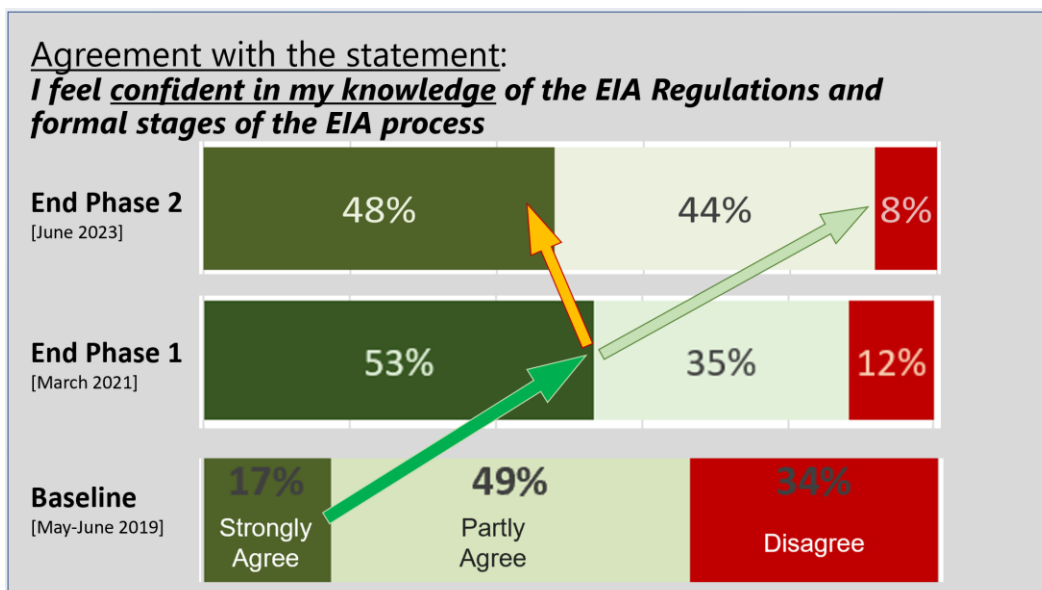 Agreement with the statement:
I feel confident in my knowledge of the EIA Regulations and
formal stages of the EIA process
End Phase 2
[June 2023]
48%
44%
8%
End Phase 1
[March 2021]
53%
35%
12%
Baseline
[May-June 2019]
17%
Strongly
Agree
49%
Partly
Agree
34%
Disagree